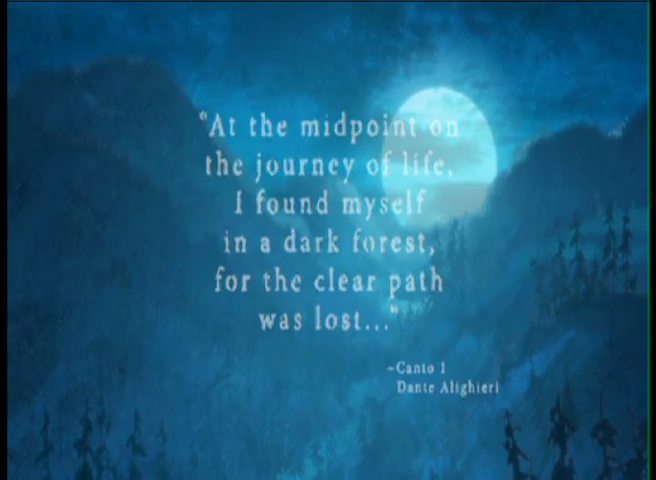 "At the midpoint on
the journey of life,
I found myself
in a dark forest,
for the clear path
was lost..."
~Canto 1
Dante Alighieri